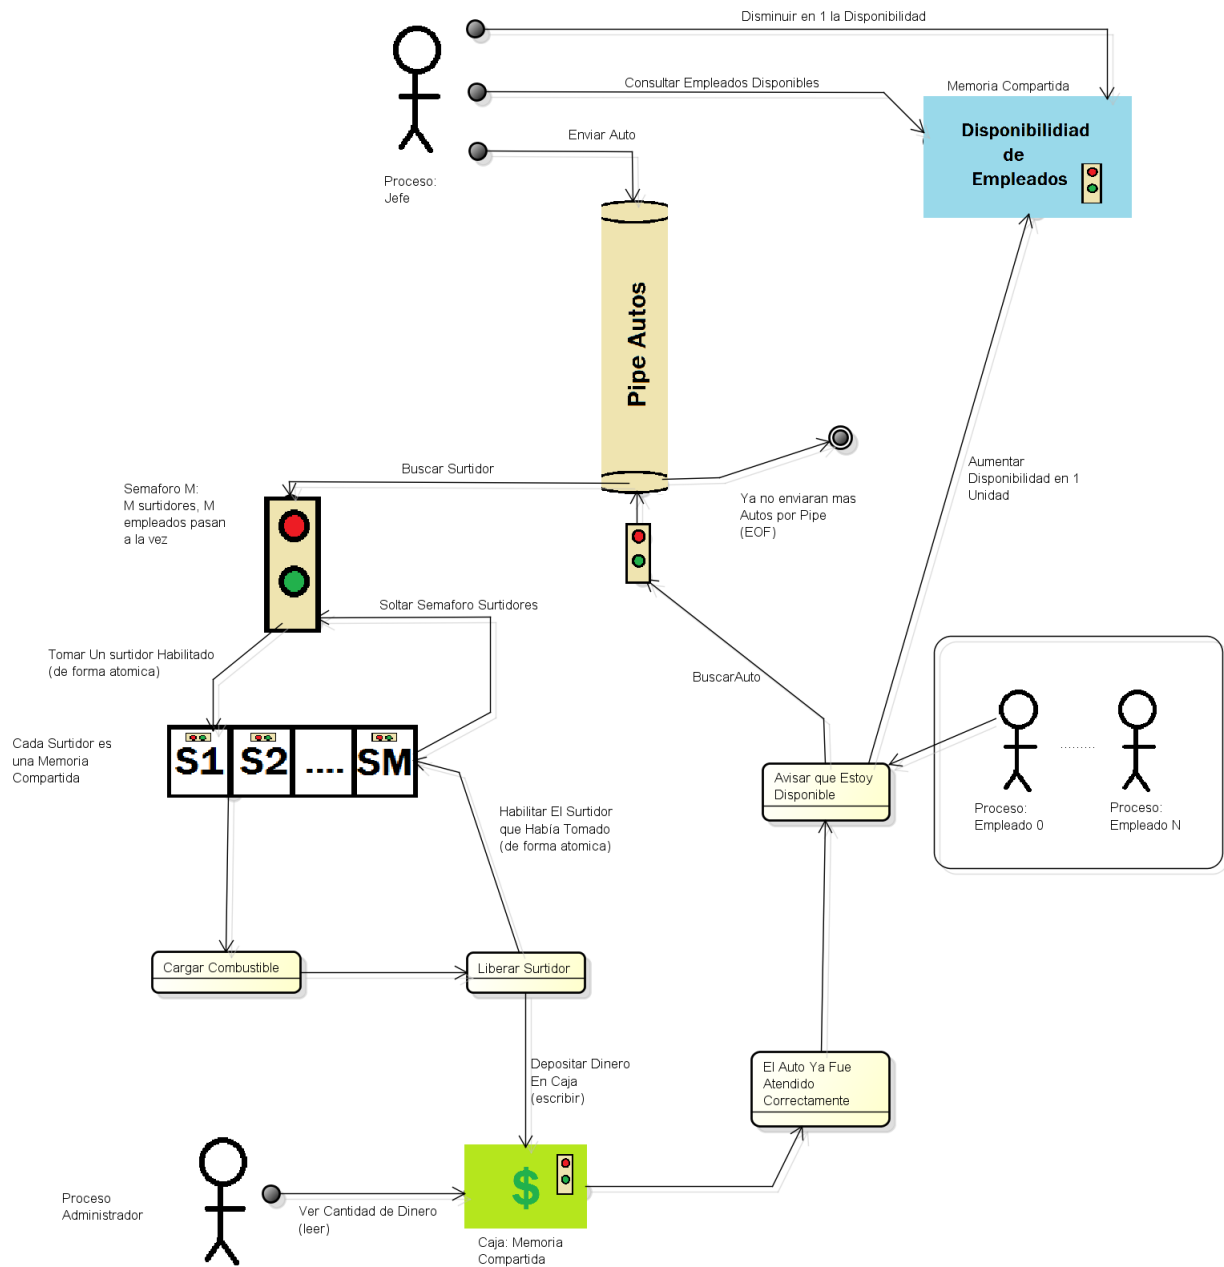 Disminuir en 1 la Disponibilidad
Consultar Empleados Disponibles
Memoria Compartida
Disponibilidiad
de
Empleados
Enviar Auto
Proceso:
Jefe
Pipe Autos
Buscar Surtidor
Semaforo M:
M surtidores, M
empleados pasan
a la vez
Ya no enviaran mas
Autos por Pipe
(EOF)
Aumentar
Disponibilidad en 1
Unidad
Soltar Semaforo Surtidores
Tomar Un surtidor Habilitado
(de forma atomica)
BuscarAuto
Cada Surtidor es
una Memoria
Compartida
S1 S2 .... SM
Avisar que Estoy
Disponible
Proceso:
Empleado 0
..........
Proceso:
Empleado N
Habilitar El Surtidor
que Había Tomado
(de forma atomica)
Cargar Combustible
Liberar Surtidor
Depositar Dinero
En Caja
(escribir)
El Auto Ya Fue
Atendido
Correctamente
Proceso
Administrador
Ver Cantidad de Dinero
(leer)
$
Caja: Memoria
Compartida